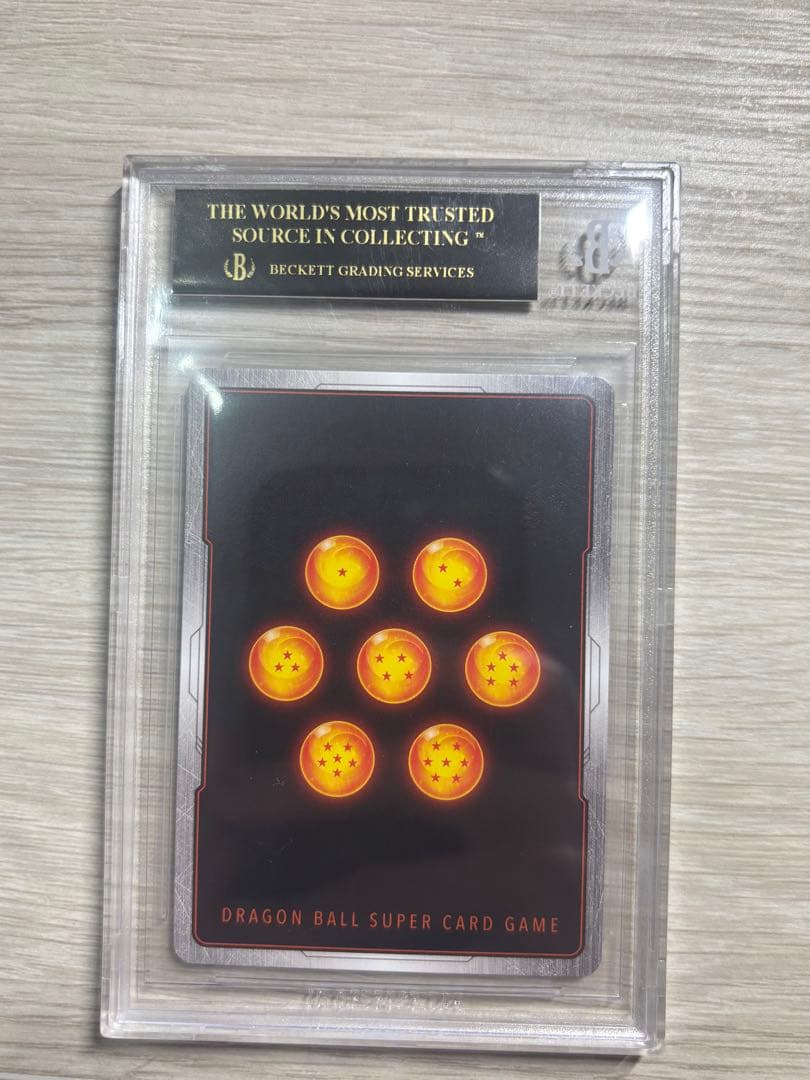 THE WORLD'S MOST TRUSTED
SOURCE IN COLLECTING ™
B BECKETT GRADING SERVICES
DRAGON BALL SUPER CARD GAME